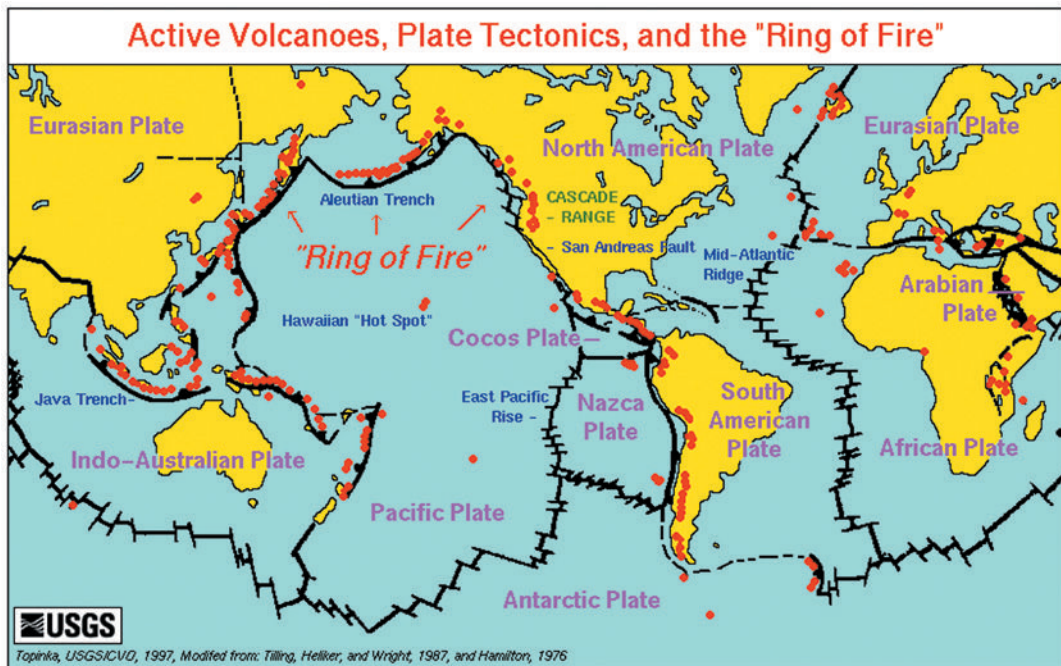 Active Volcanoes, Plate Tectonics, and the "Ring of Fire"
Eurasian Plate
North American Plate
Eurasian Plate
Aleutian Trench
CASCADE
- RANGE
"Ring of Fire"
- San Andreas Fault
Mid-Atlantic
Ridge
Arabian
Plate
Hawaiian "Hot Spot"
Cocos Plate
Java Trench-
East Pacific
Rise -
Nazca
Plate
South
American
Plate
African Plate
Indo-Australian Plate
Pacific Plate
Antarctic Plate
USGS
Topinka, USGS/CVO, 1997, Modifed from: Tilling, Heliker, and Wright, 1987, and Hamilton, 1976